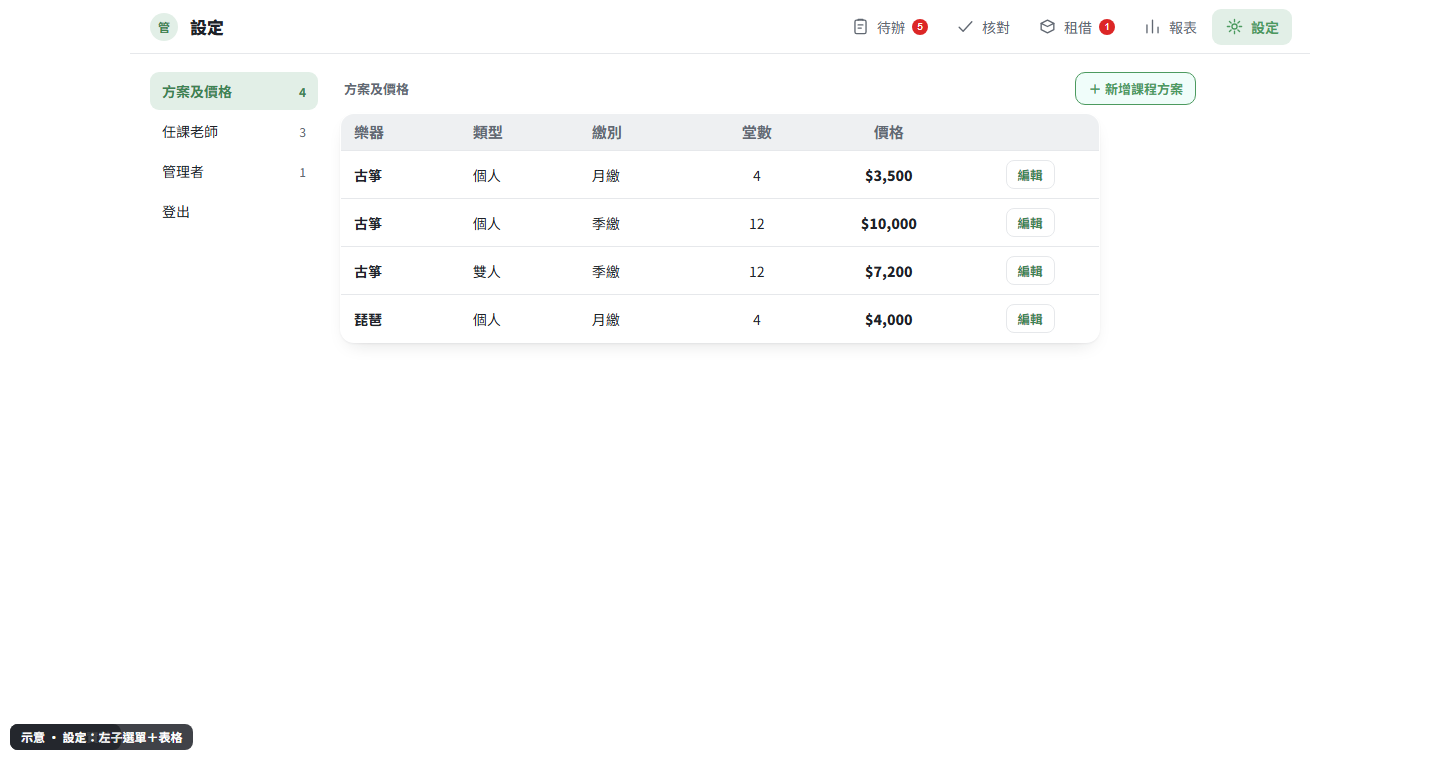 管 設定 待辦 5 核對 租借 1 報表 設定
方案及價格 4
任課老師 3
管理者 1
登出
方案及價格 ＋ 新增課程方案
樂器 類型 繳別 堂數 價格
古箏 個人 月繳 4 $3,500 編輯
古箏 個人 季繳 12 $10,000 編輯
古箏 雙人 季繳 12 $7,200 編輯
琵琶 個人 月繳 4 $4,000 編輯
示意 · 設定：左子選單＋表格